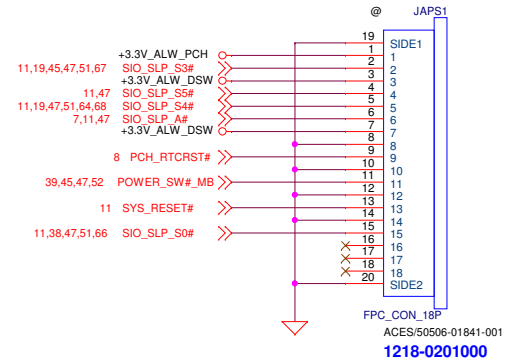 @ JAPS1
19 SIDE1
+3.3V_ALW_PCH 1 1
11,19,45,47,51,67 SIO_SLP_S3# 2 2
+3.3V_ALW_DSW 3 3
11,47 SIO_SLP_S5# 4 4
11,19,47,51,64,68 SIO_SLP_S4# 5 5
7,11,47 SIO_SLP_A# 6 6
+3.3V_ALW_DSW 7 7
8 8
8 PCH_RTCRST# 9 9
10 10
39,45,47,52 POWER_SW#_MB 11 11
12 12
11 SYS_RESET# 13 13
14 14
11,38,47,51,66 SIO_SLP_S0# 15 15
16 16
17 17
18 18
20 SIDE2
FPC_CON_18P
ACES/50506-01841-001
1218-0201000